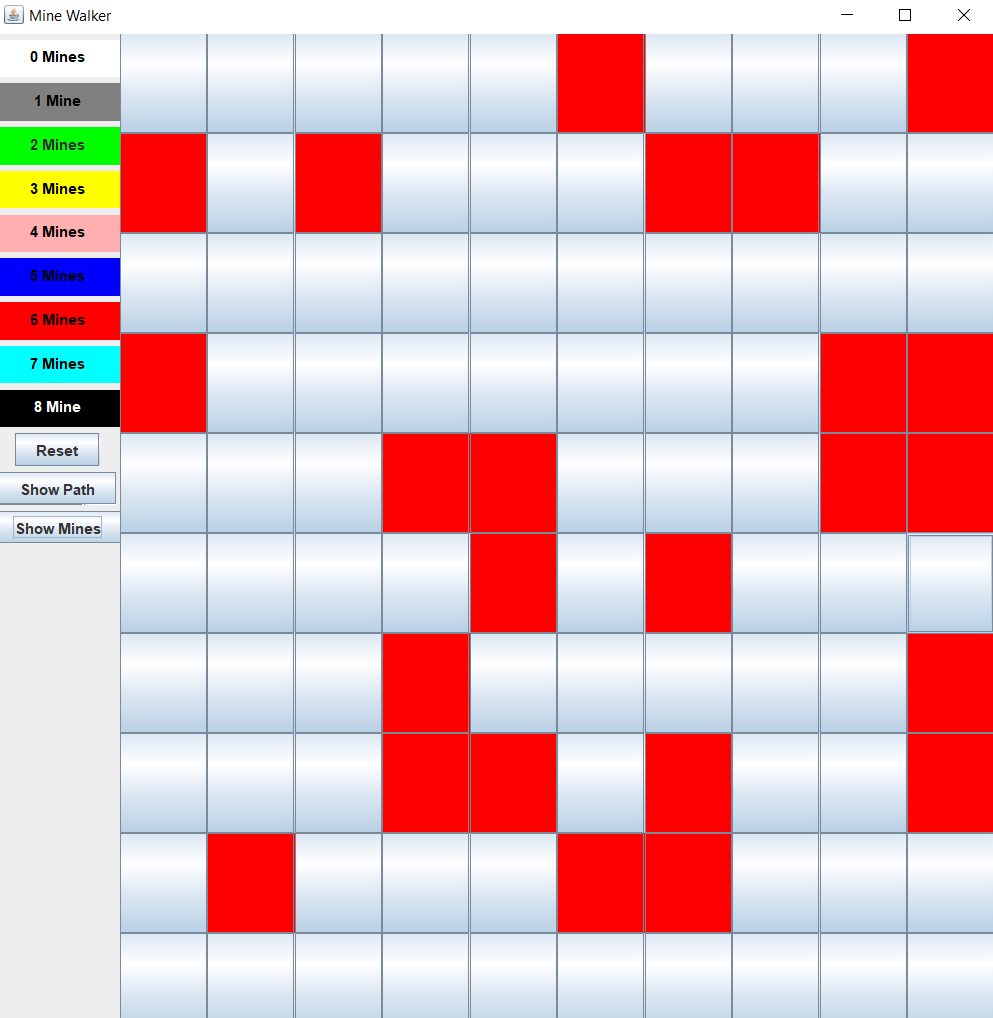 Mine Walker
0 Mines
1 Mine
2 Mines
3 Mines
4 Mines
5 Mines
6 Mines
7 Mines
8 Mine
Reset
Show Path
Show Mines